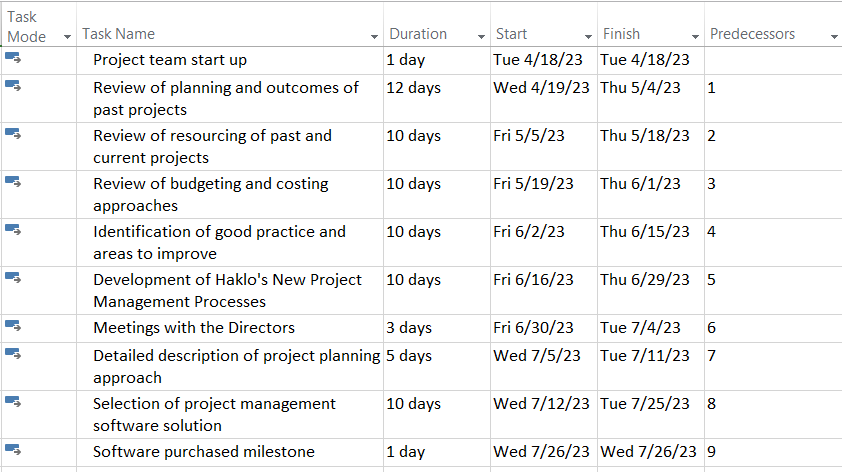 Task
Mode Task Name Duration Start Finish Predecessors
Project team start up 1 day Tue 4/18/23 Tue 4/18/23
Review of planning and outcomes of 12 days Wed 4/19/23 Thu 5/4/23 1
past projects
Review of resourcing of past and 10 days Fri 5/5/23 Thu 5/18/23 2
current projects
Review of budgeting and costing 10 days Fri 5/19/23 Thu 6/1/23 3
approaches
Identification of good practice and 10 days Fri 6/2/23 Thu 6/15/23 4
areas to improve
Development of Haklo's New Project 10 days Fri 6/16/23 Thu 6/29/23 5
Management Processes
Meetings with the Directors 3 days Fri 6/30/23 Tue 7/4/23 6
Detailed description of project planning 5 days Wed 7/5/23 Tue 7/11/23 7
approach
Selection of project management 10 days Wed 7/12/23 Tue 7/25/23 8
software solution
Software purchased milestone 1 day Wed 7/26/23 Wed 7/26/23 9